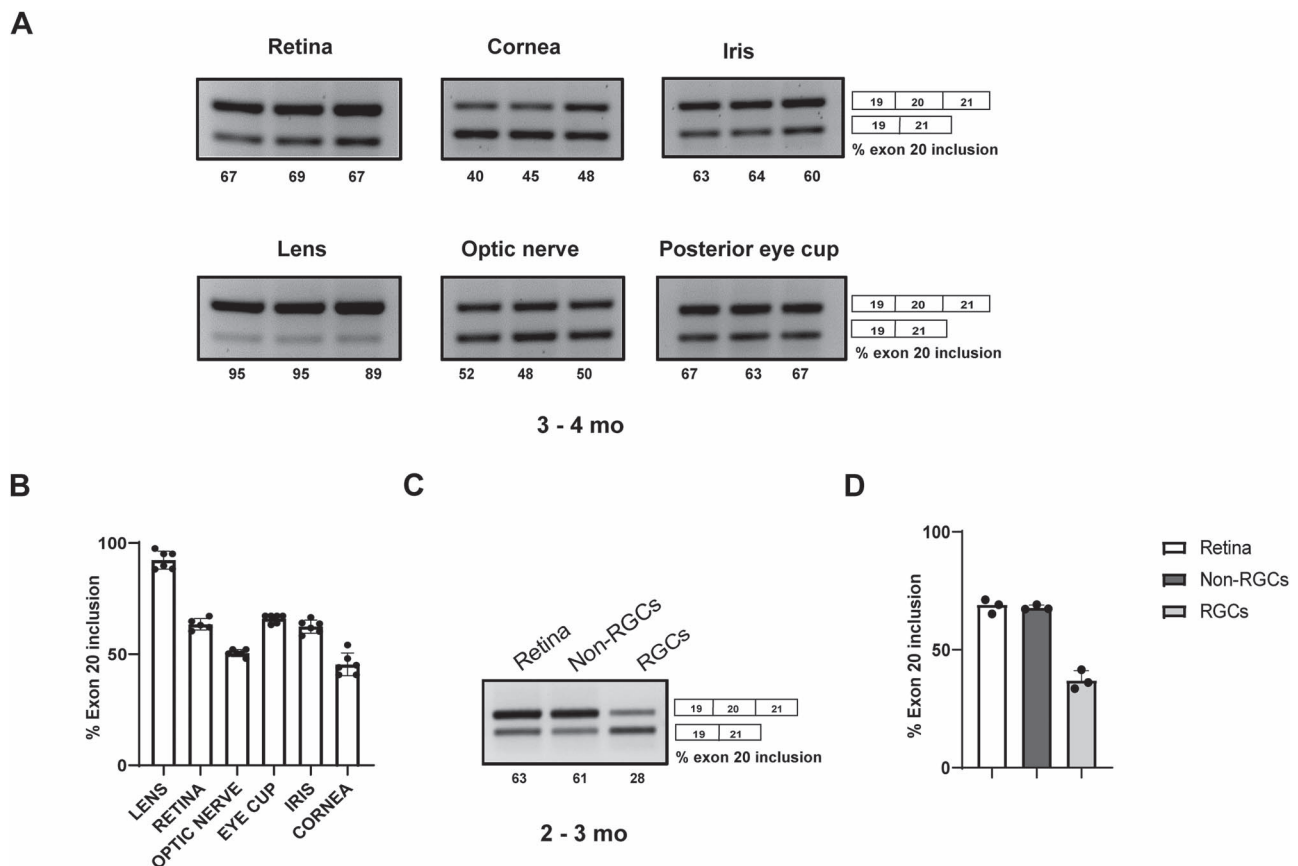 A
Retina
Cornea
Iris
19 20 21
19 21
% exon 20 inclusion
67 69 67
40 45 48
63 64 60
Lens
Optic nerve
Posterior eye cup
19 20 21
19 21
% exon 20 inclusion
95 95 89
52 48 50
67 63 67
3 - 4 mo
B
% Exon 20 inclusion
100
50
0
LENS
RETINA
OPTIC NERVE
EYE CUP
IRIS
CORNEA
C
Retina
Non-RGCs
RGCs
19 20 21
19 21
% exon 20 inclusion
63 61 28
2 - 3 mo
D
% Exon 20 inclusion
100
50
0
Retina
Non-RGCs
RGCs